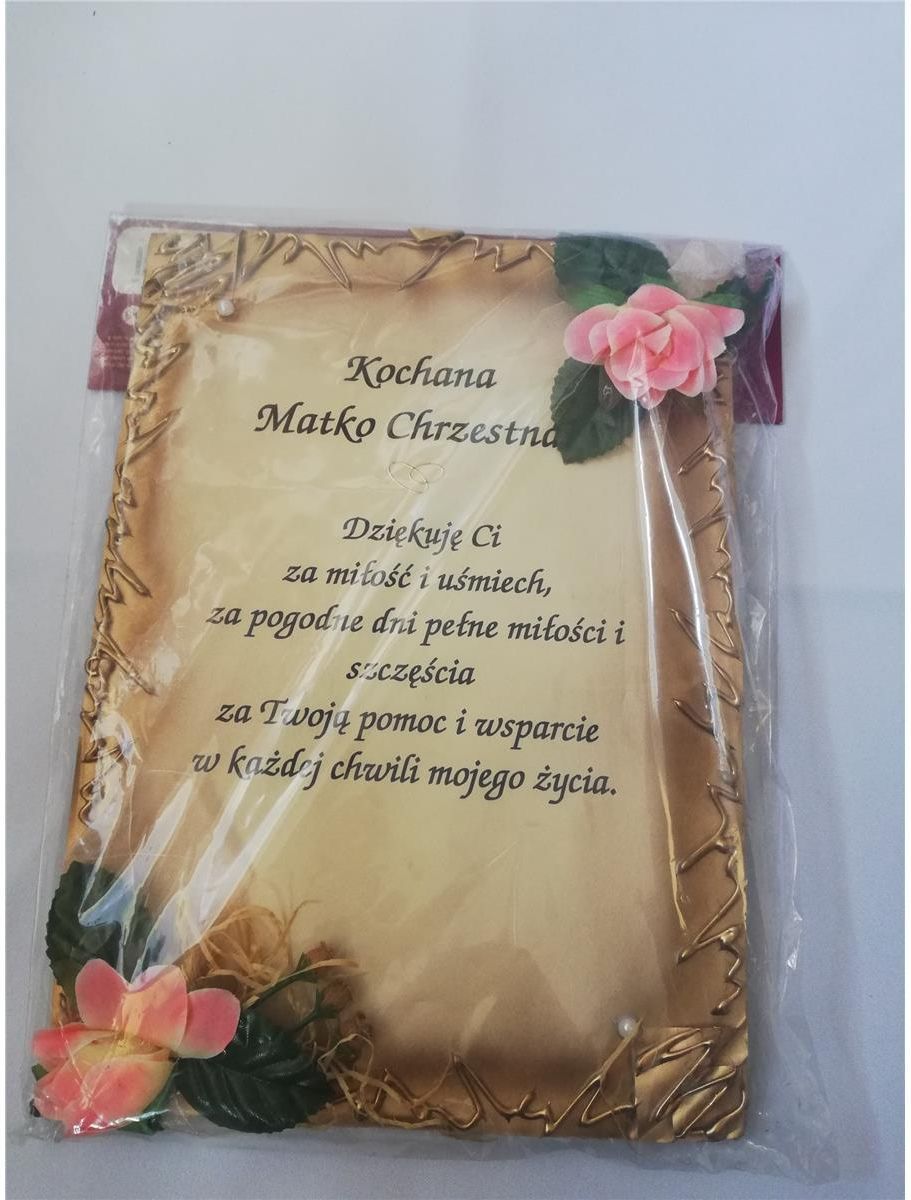 Kochana
Matko Chrzestna
Dziękuję Ci
za miłość i uśmiech,
za pogodne dni pełne miłości i
szczęścia
za Twoją pomoc i wsparcie
w każdej chwili mojego życia.